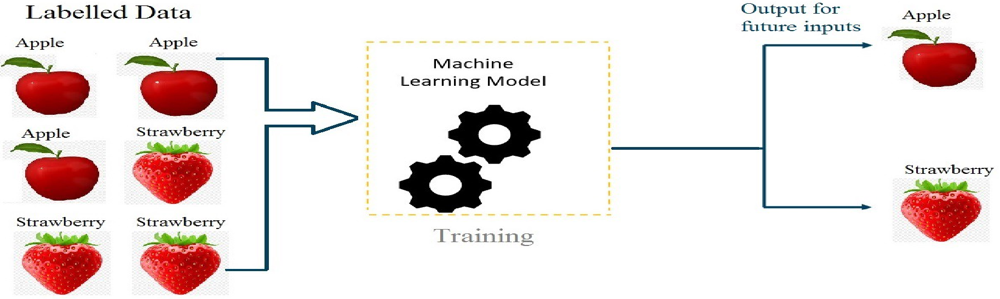 Labelled Data
Apple
Apple
Apple
Strawberry
Strawberry
Strawberry
Machine
Learning Model
Training
Output for
future inputs
Apple
Strawberry